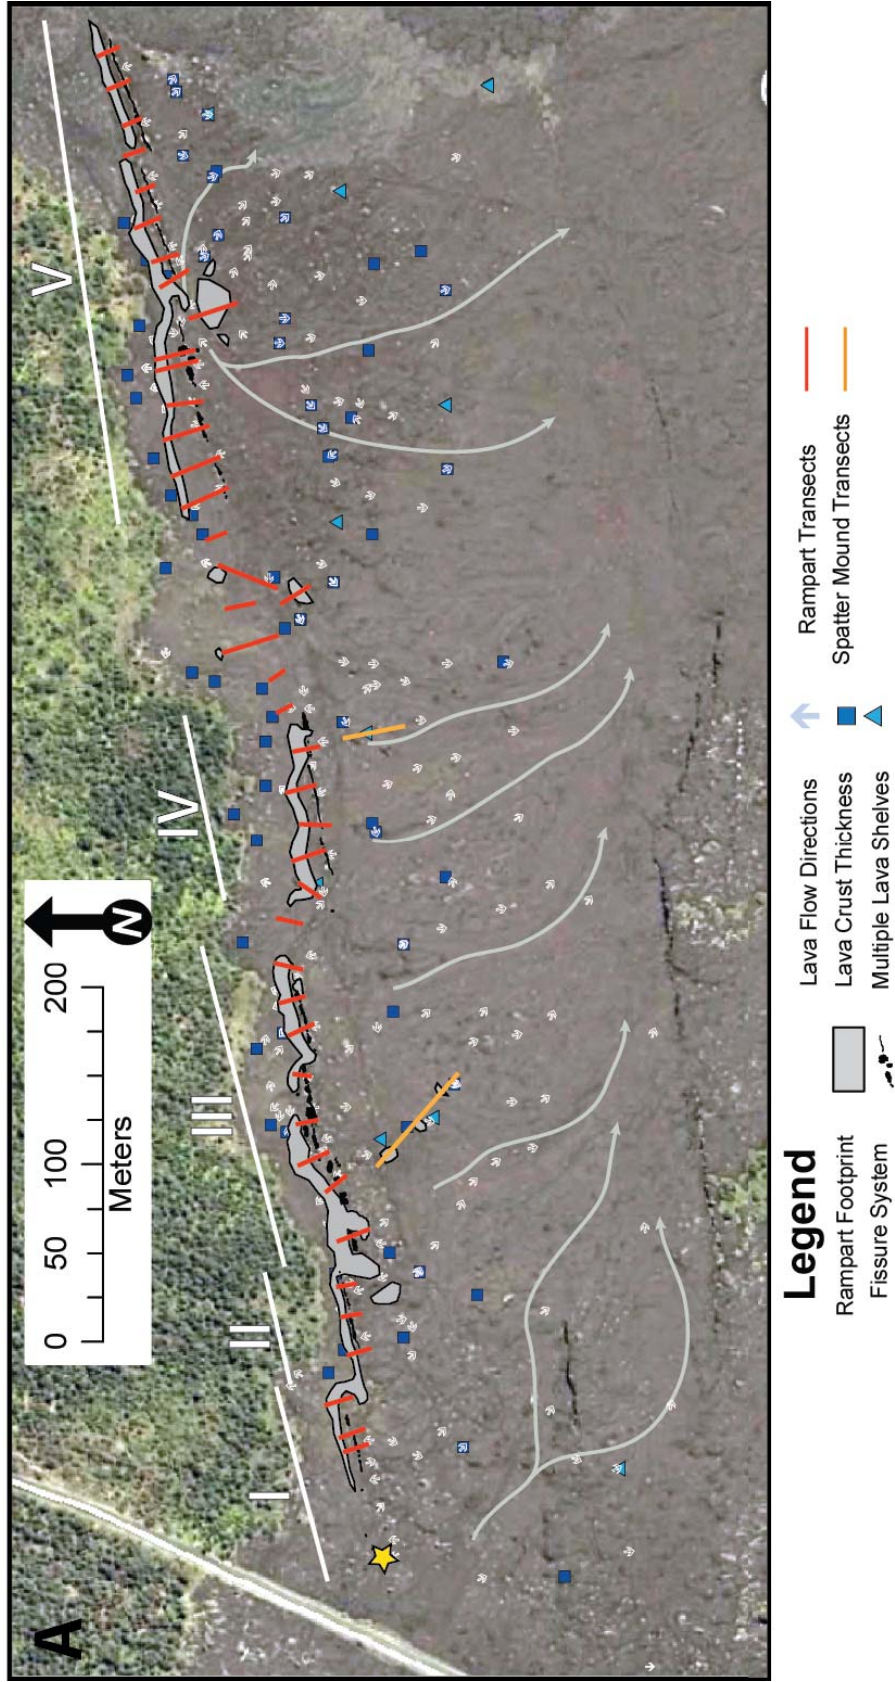 A
I
II
III
IV
V
N
0 50 100 200
Meters
Legend
Rampart Footprint
Fissure System
Lava Flow Directions
Lava Crust Thickness
Multiple Lava Shelves
Rampart Transects
Spatter Mound Transects